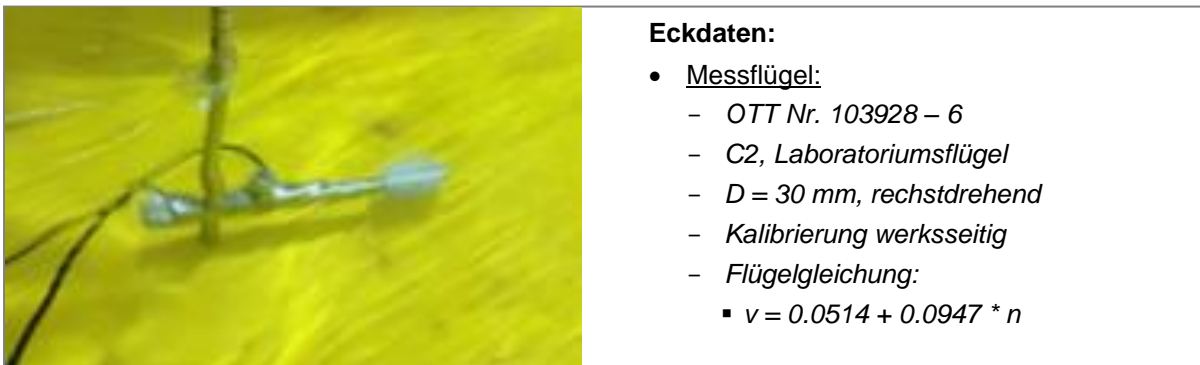 Eckdaten:
• Messflügel:
– OTT Nr. 103928 – 6
– C2, Laboratoriumsflügel
– D = 30 mm, rechstdrehend
– Kalibrierung werksseitig
– Flügelgleichung:
▪ v = 0.0514 + 0.0947 * n